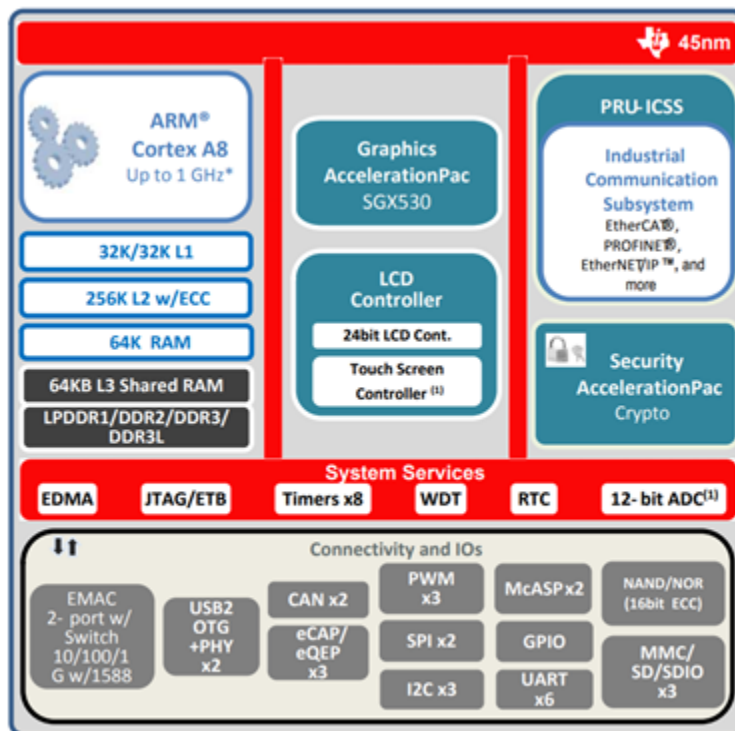 45nm
ARM®
Cortex A8
Up to 1 GHz*
32K/32K L1
256K L2 w/ECC
64K RAM
64KB L3 Shared RAM
LPDDR1/DDR2/DDR3/
DDR3L
Graphics
AccelerationPac
SGX530
LCD
Controller
24bit LCD Cont.
Touch Screen
Controller (1)
PRU-ICSS
Industrial
Communication
Subsystem
EtherCAT®,
PROFINET®,
EtherNET/IP ™, and
more
Security
AccelerationPac
Crypto
System Services
EDMA
JTAG/ETB
Timers x8
WDT
RTC
12- bit ADC(1)
Connectivity and IOs
EMAC
2- port w/
Switch
10/100/1
G w/1588
USB2
OTG
+PHY
x2
CAN x2
eCAP/
eQEP
x3
PWM
x3
SPI x2
I2C x3
McASP x2
GPIO
UART
x6
NAND/NOR
(16bit ECC)
MMC/
SD/SDIO
x3